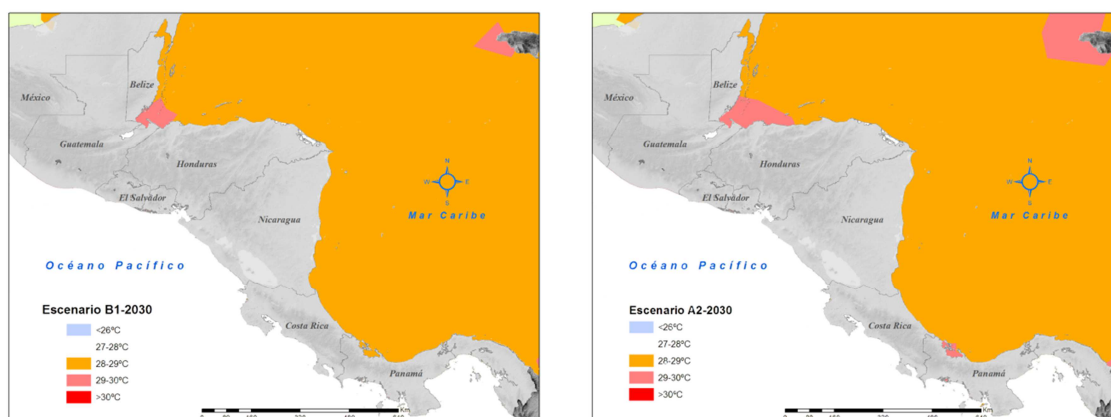 Belize
México
Guatemala
Honduras
El Salvador
Nicaragua
N
W E
S
Mar Caribe
Océano Pacífico
Escenario B1-2030
<26ºC
27-28ºC
28-29ºC
29-30ºC
>30ºC
Costa Rica
Panamá
Km
Belize
México
Guatemala
Honduras
El Salvador
Nicaragua
N
W E
S
Mar Caribe
Océano Pacífico
Escenario A2-2030
<26ºC
27-28ºC
28-29ºC
29-30ºC
>30ºC
Costa Rica
Panamá
Km